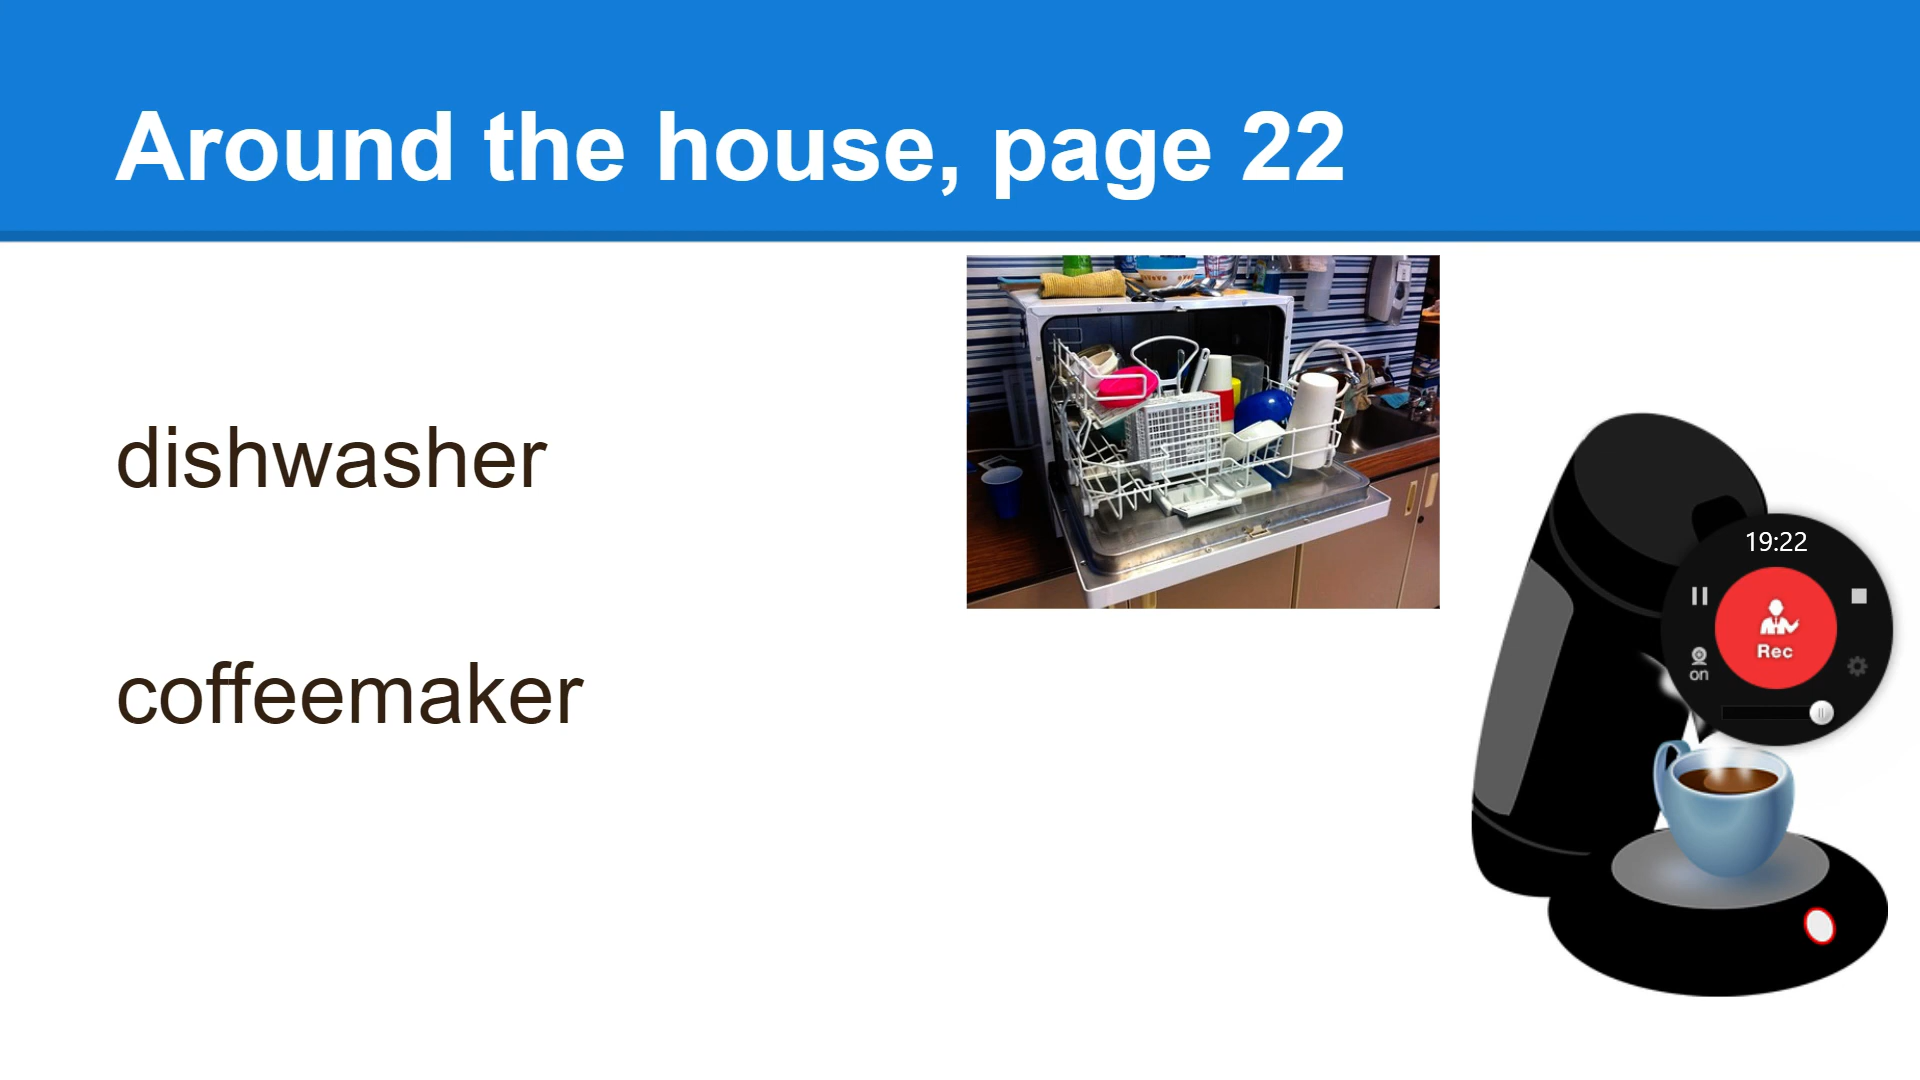 Around the house, page 22
dishwasher
coffeemaker
19:22
Rec
on